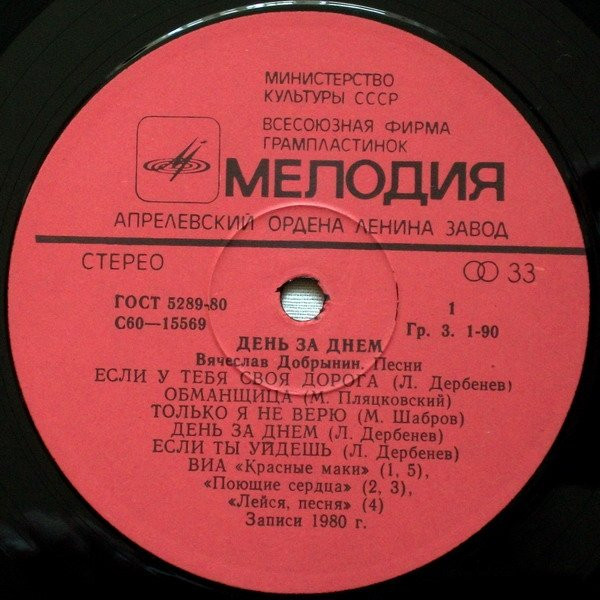 МИНИСТЕРСТВО
КУЛЬТУРЫ СССР
ВСЕСОЮЗНАЯ ФИРМА
ГРАМПЛАСТИНОК
МЕЛОДИЯ
АПРЕЛЕВСКИЙ ОРДЕНА ЛЕНИНА ЗАВОД
СТЕРЕО 33
ГОСТ 5289-80 1
С60—15569 Гр. 3. 1-90
ДЕНЬ ЗА ДНЕМ
Вячеслав Добрынин. Песни
ЕСЛИ У ТЕБЯ СВОЯ ДОРОГА (Л. Дербенев)
ОБМАНЩИЦА (М. Пляцковский)
ТОЛЬКО Я НЕ ВЕРЮ (М. Шабров)
ДЕНЬ ЗА ДНЕМ (Л. Дербенев)
ЕСЛИ ТЫ УЙДЕШЬ (Л. Дербенев)
ВИА «Красные маки» (1, 5),
«Поющие сердца» (2, 3),
«Лейся, песня» (4)
Записи 1980 г.